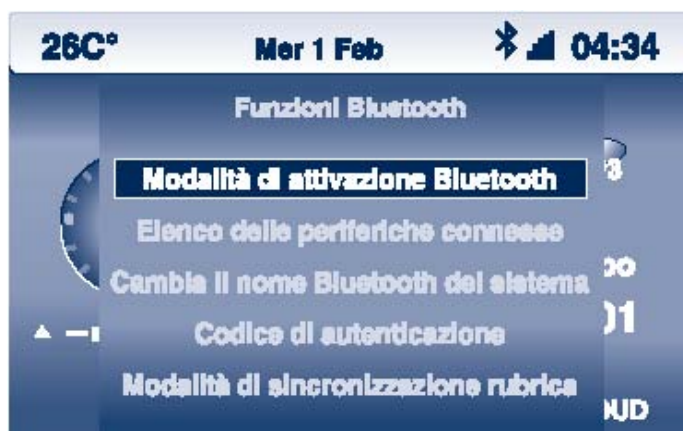 26C° Mer 1 Feb 04:34
Funzioni Bluetooth
Modalità di attivazione Bluetooth
Elenco delle periferiche connesse
Cambia il nome Bluetooth del sistema
Codice di autenticazione
Modalità di sincronizzazione rubrica